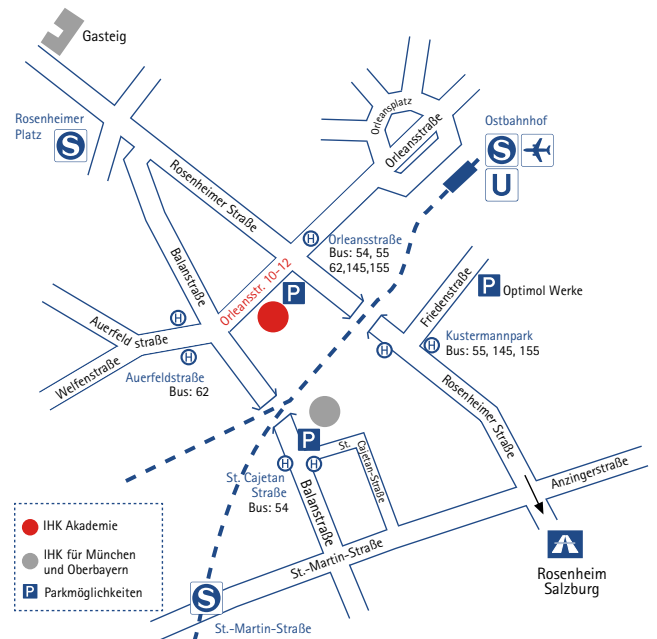 Gasteig
Rosenheimer
Platz
S
Orleansplatz
Orleansstraße
Ostbahnhof
S
U
Rosenheimer Straße
H
Orleansstraße
Bus: 54, 55
62,145,155
Balanstraße
Orleansstr. 10-12
P
P
Optimol Werke
Friedenstraße
H
Auerfeld straße
Welfenstraße
H
Auerfeldstraße
Bus: 62
H
H
Kustermannpark
Bus: 55, 145, 155
Rosenheimer Straße
P
St. Cajetan-Straße
St. Cajetan
Straße
Bus: 54
H
H
Balanstraße
Anzingerstraße
St.-Martin-Straße
IHK Akademie
IHK für München
und Oberbayern
P
Parkmöglichkeiten
S
St.-Martin-Straße
Rosenheim
Salzburg